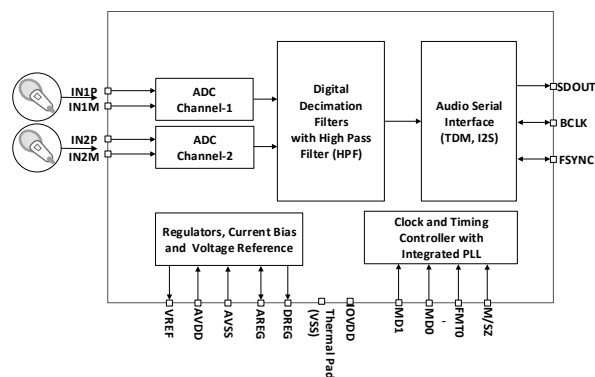 IN1P
IN1M
IN2P
IN2M
ADC
Channel-1
ADC
Channel-2
Digital
Decimation
Filters
with High Pass
Filter (HPF)
Audio Serial
Interface
(TDM, I2S)
SDOUT
BCLK
FSYNC
Regulators, Current Bias
and Voltage Reference
Clock and Timing
Controller with
Integrated PLL
VREF
AVDD
AVSS
AREG
DREG
Thermal Pad
(VSS)
IOVDD
MD1
MD0
-
FMT0
M/SZ